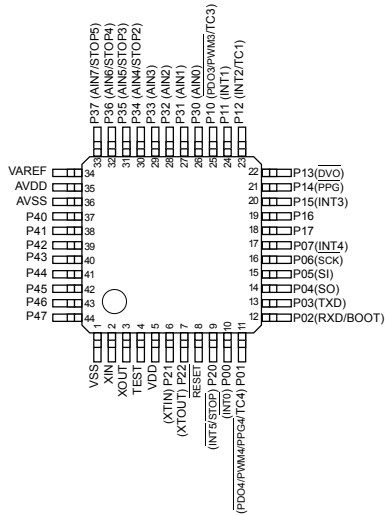 P37 (AIN7/STOP5)
P36 (AIN6/STOP4)
P35 (AIN5/STOP3)
P34 (AIN4/STOP2)
P33 (AIN3)
P32 (AIN2)
P31 (AIN1)
P30 (AIN0)
P10 (PDO3/PWM3/TC3)
P11 (INT1)
P12 (INT2/TC1)
33
32
31
30
29
28
27
26
25
24
23
VAREF 34
AVDD 35
AVSS 36
P40 37
P41 38
P42 39
P43 40
P44 41
P45 42
P46 43
P47 44
22 P13(DVO)
21 P14(PPG)
20 P15(INT3)
19 P16
18 P17
17 P07(INT4)
16 P06(SCK)
15 P05(SI)
14 P04(SO)
13 P03(TXD)
12 P02(RXD/BOOT)
1
2
3
4
5
6
7
8
9
10
11
VSS
XIN
XOUT
TEST
VDD
(XTIN) P21
(XTOUT) P22
RESET
(INT5/STOP) P20
(INT0) P00
(PDO4/PWM4/PPG4/TC4) P01